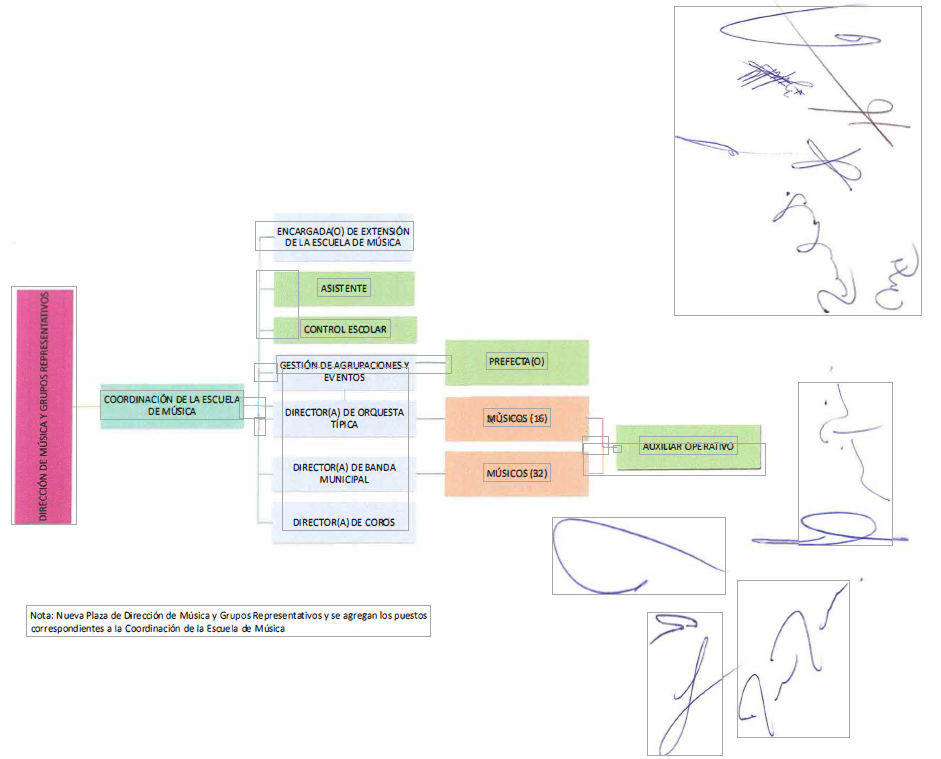 DIRECCIÓN DE MÚSICA Y GRUPOS REPRESENTATIVOS
COORDINACIÓN DE LA ESCUELA
DE MÚSICA
ENCARGADA(O) DE EXTENSIÓN
DE LA ESCUELA DE MÚSICA
ASISTENTE
CONTROL ESCOLAR
GESTIÓN DE AGRUPACIONES Y
EVENTOS
PREFECTA(O)
DIRECTOR(A) DE ORQUESTA
TÍPICA
MÚSICOS (16)
AUXILIAR OPERATIVO
DIRECTOR(A) DE BANDA
MUNICIPAL
MÚSICOS (32)
DIRECTOR(A) DE COROS
Nota: Nueva Plaza de Dirección de Música y Grupos Representativos y se agregan los puestos
correspondientes a la Coordinación de la Escuela de Música